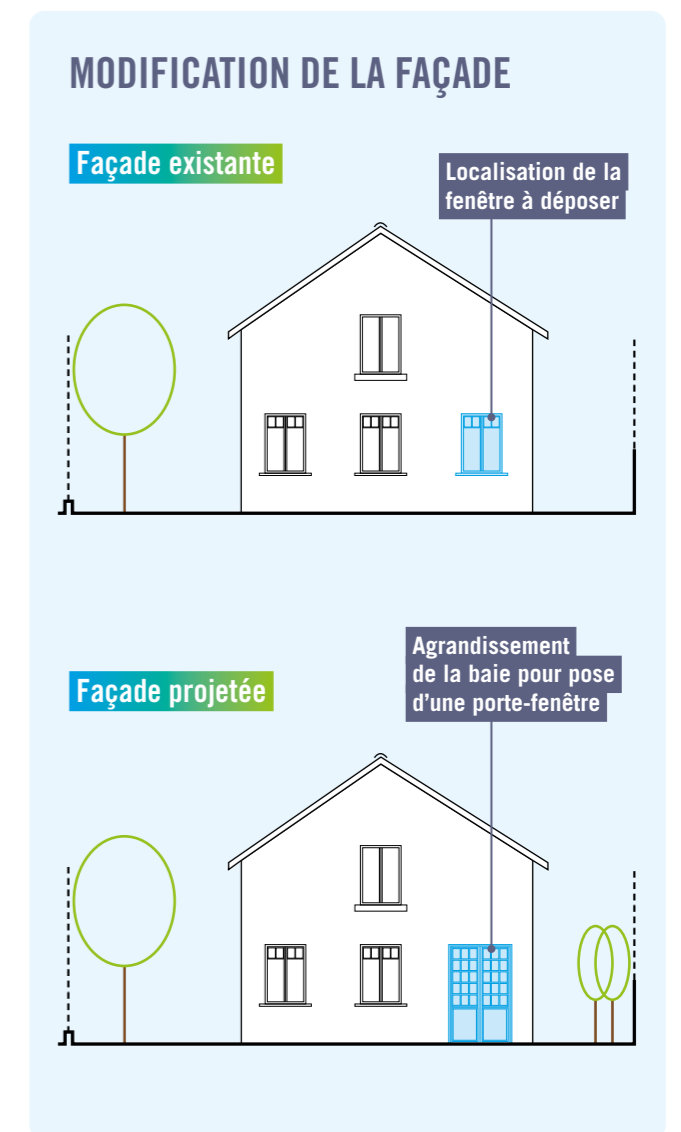 MODIFICATION DE LA FAÇADE
Façade existante
Localisation de la
fenêtre à déposer
Façade projetée
Agrandissement
de la baie pour pose
d’une porte-fenêtre